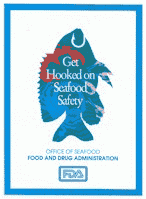 Get
Hooked on
Seafood
Safety
OFFICE OF SEAFOOD
FOOD AND DRUG ADMINISTRATION
FDA